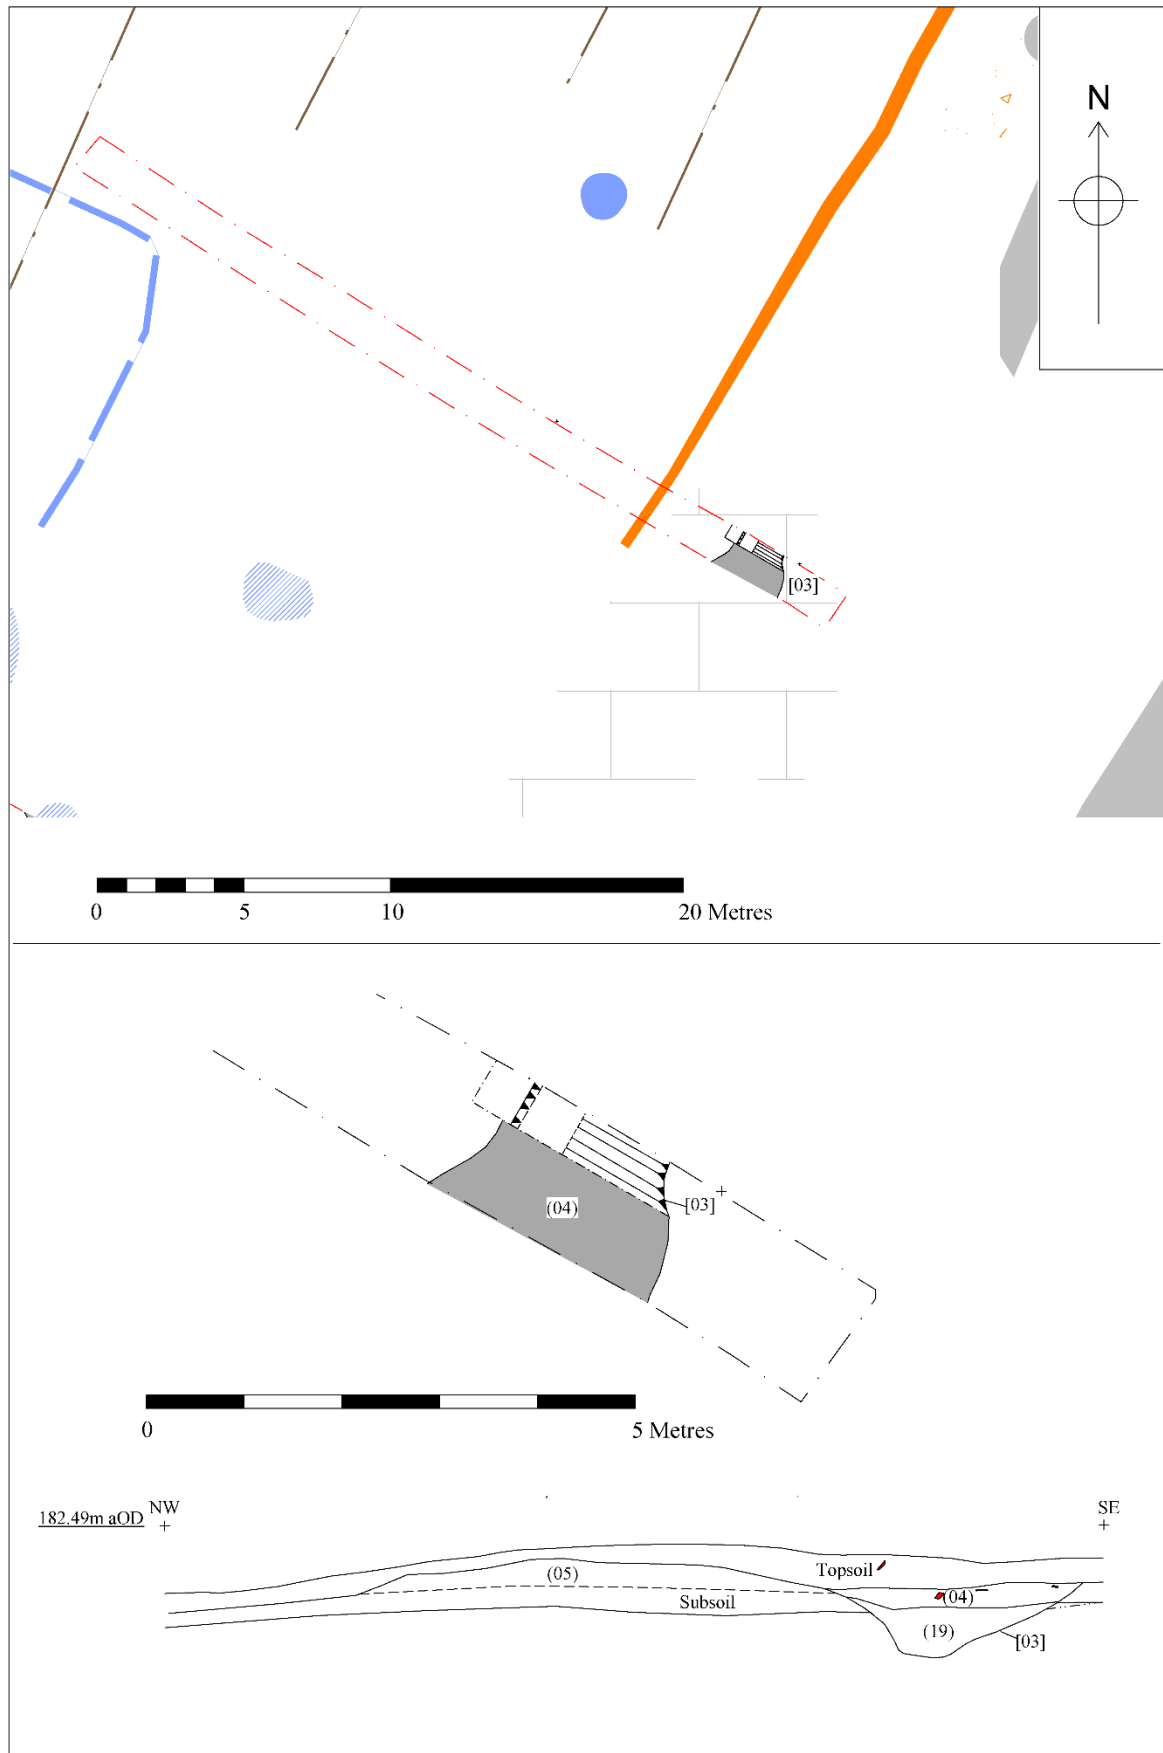 N
[03]
0 5 10 20 Metres
(04)
[03]
0 5 Metres
182.49m aOD NW SE
Topsoil
(05)
(04)
Subsoil
(19)
[03]